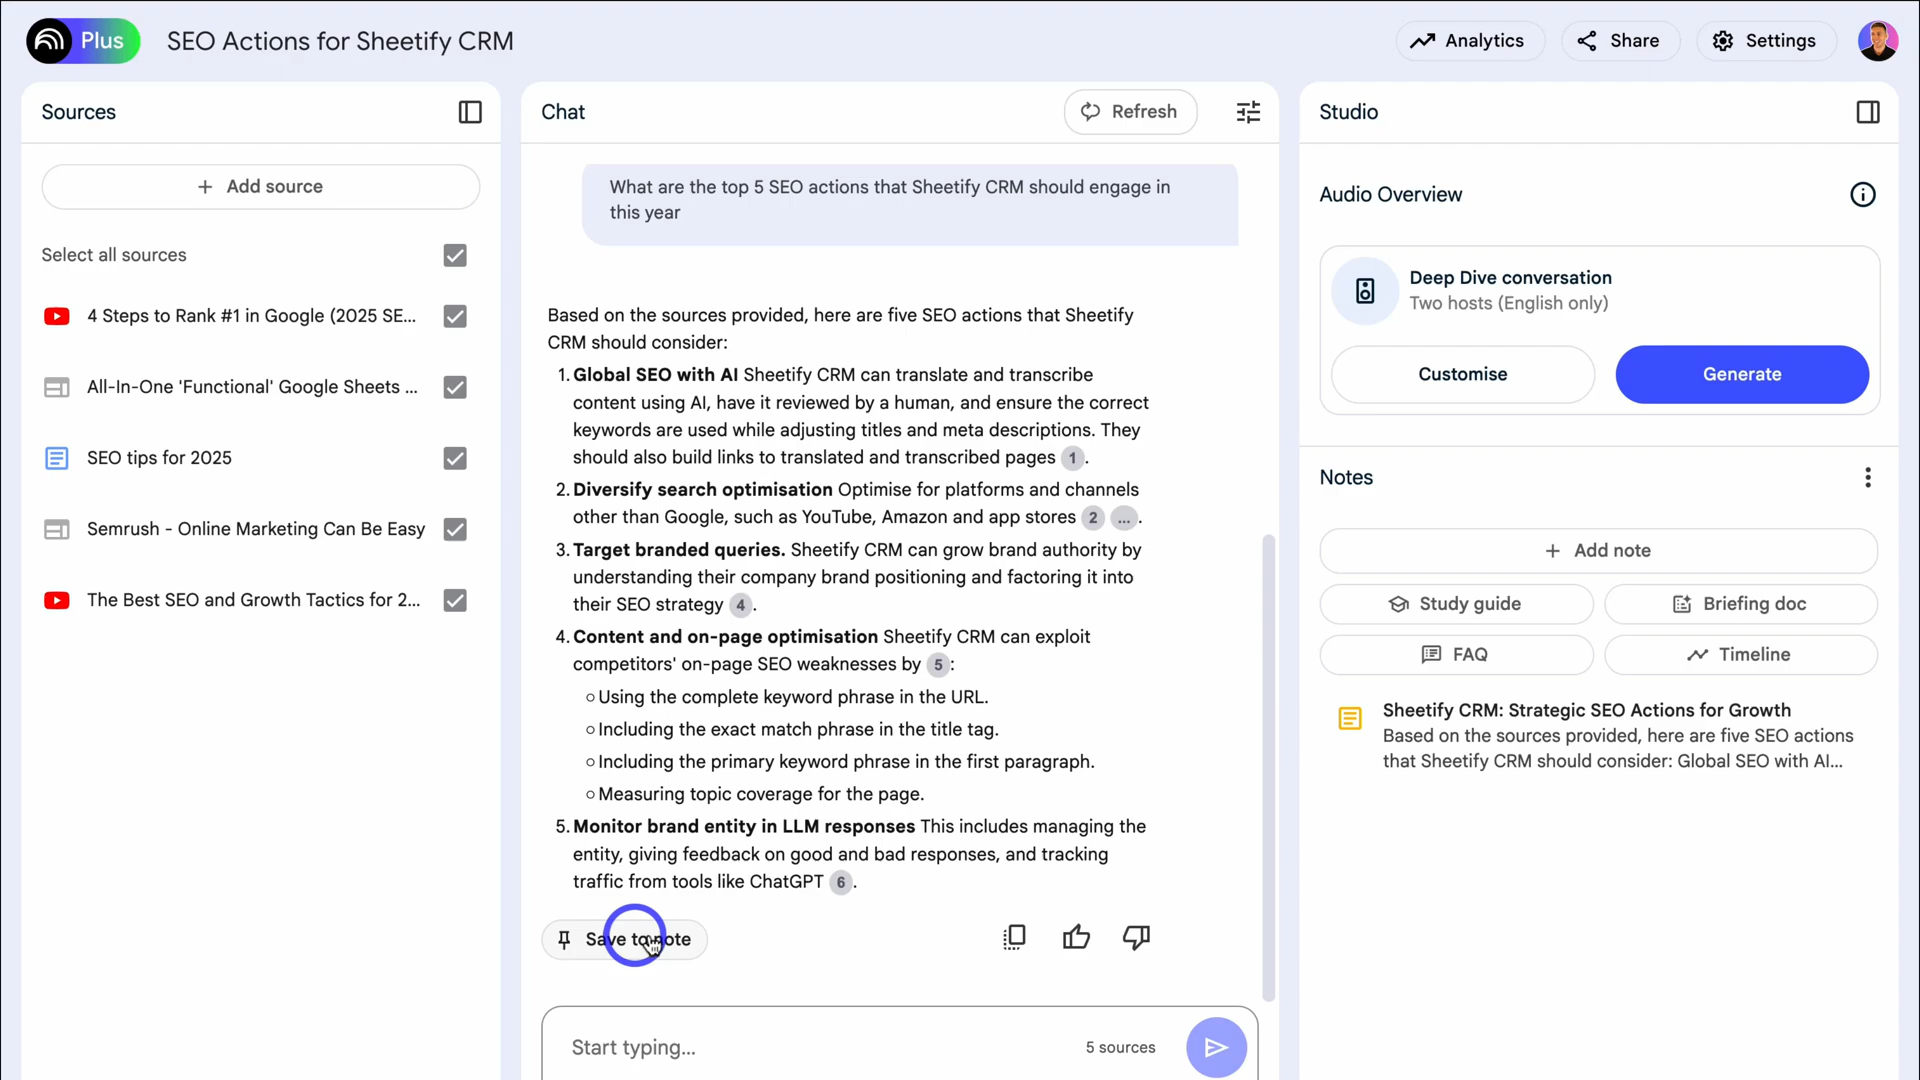 Plus
SEO Actions for Sheetify CRM
Analytics
Share
Settings
Sources
Add source
Select all sources
4 Steps to Rank #1 in Google (2025 SE...
All-In-One 'Functional' Google Sheets ...
SEO tips for 2025
Semrush - Online Marketing Can Be Easy
The Best SEO and Growth Tactics for 2...
Chat
Refresh
What are the top 5 SEO actions that Sheetify CRM should engage in
this year
Based on the sources provided, here are five SEO actions that Sheetify
CRM should consider:
1. Global SEO with AI Sheetify CRM can translate and transcribe
content using AI, have it reviewed by a human, and ensure the correct
keywords are used while adjusting titles and meta descriptions. They
should also build links to translated and transcribed pages 1.
2. Diversify search optimisation Optimise for platforms and channels
other than Google, such as YouTube, Amazon and app stores 2 ....
3. Target branded queries. Sheetify CRM can grow brand authority by
understanding their company brand positioning and factoring it into
their SEO strategy 4.
4. Content and on-page optimisation Sheetify CRM can exploit
competitors' on-page SEO weaknesses by 5:
Using the complete keyword phrase in the URL.
Including the exact match phrase in the title tag.
Including the primary keyword phrase in the first paragraph.
Measuring topic coverage for the page.
5. Monitor brand entity in LLM responses This includes managing the
entity, giving feedback on good and bad responses, and tracking
traffic from tools like ChatGPT 6.
Save to note
Start typing...
5 sources
Studio
Audio Overview
Deep Dive conversation
Two hosts (English only)
Customise
Generate
Notes
Add note
Study guide
Briefing doc
FAQ
Timeline
Sheetify CRM: Strategic SEO Actions for Growth
Based on the sources provided, here are five SEO actions
that Sheetify CRM should consider: Global SEO with AI...